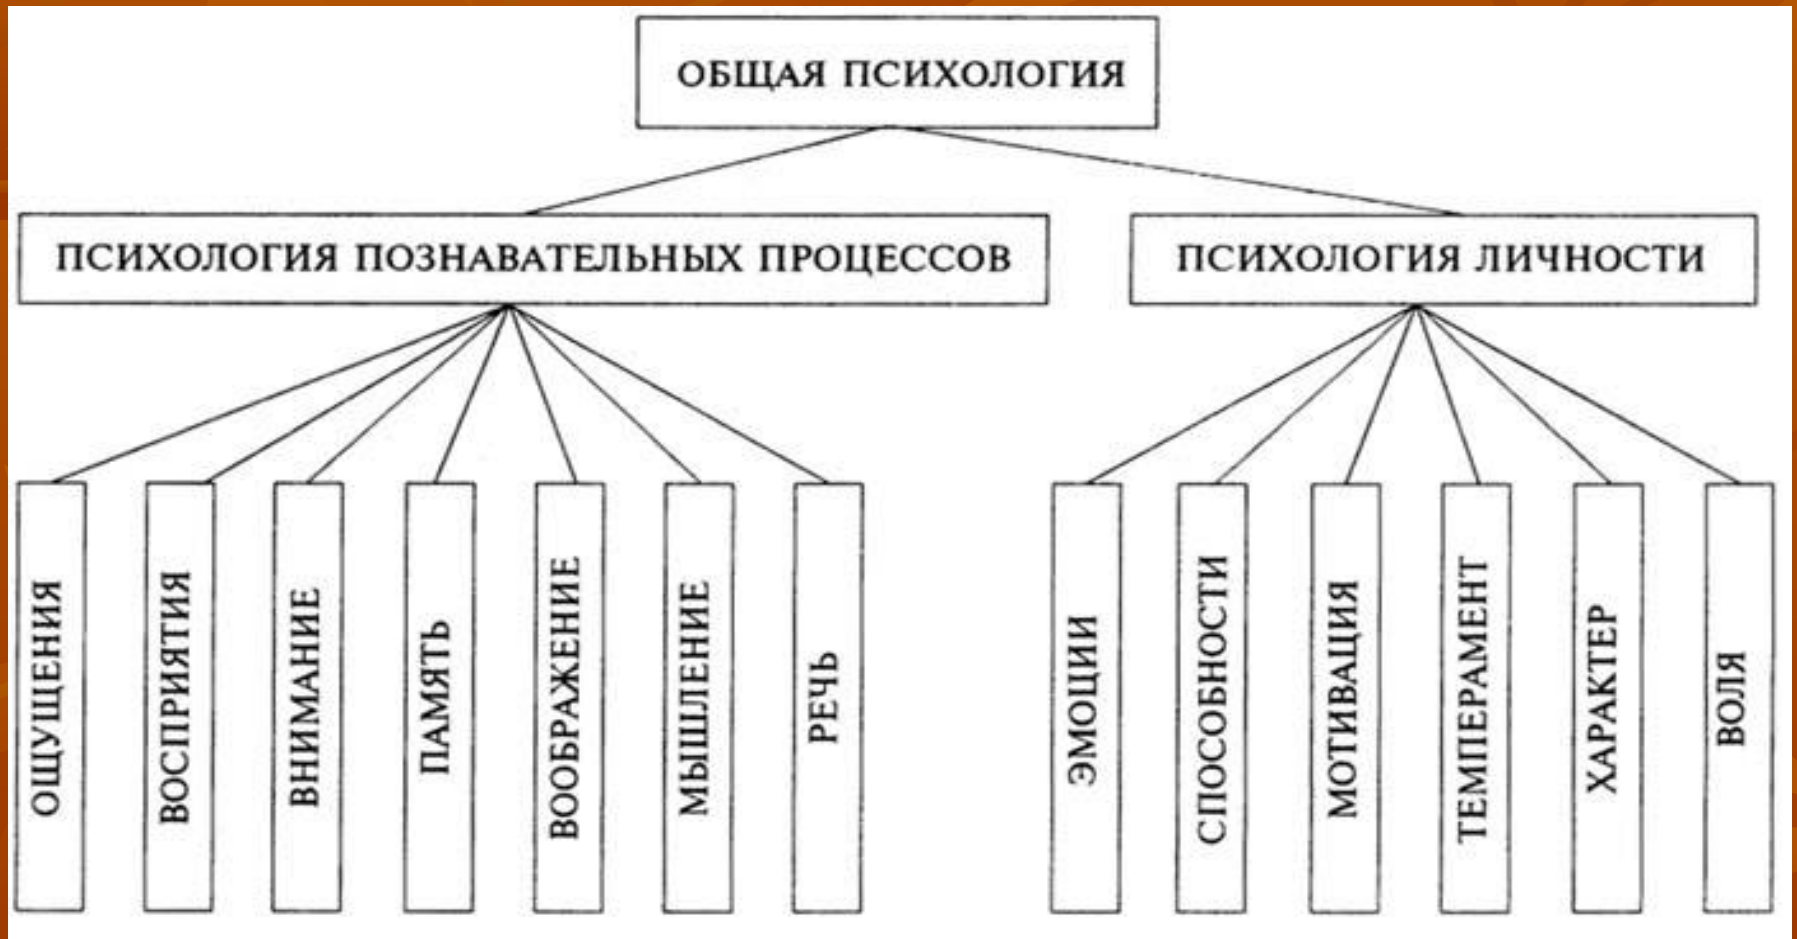 ОБЩАЯ ПСИХОЛОГИЯ
ПСИХОЛОГИЯ ПОЗНАВАТЕЛЬНЫХ ПРОЦЕССОВ
ПСИХОЛОГИЯ ЛИЧНОСТИ
ОЩУЩЕНИЯ
ВОСПРИЯТИЯ
ВНИМАНИЕ
ПАМЯТЬ
ВООБРАЖЕНИЕ
МЫШЛЕНИЕ
РЕЧЬ
ЭМОЦИИ
СПОСОБНОСТИ
МОТИВАЦИЯ
ТЕМПЕРАМЕНТ
ХАРАКТЕР
ВОЛЯ